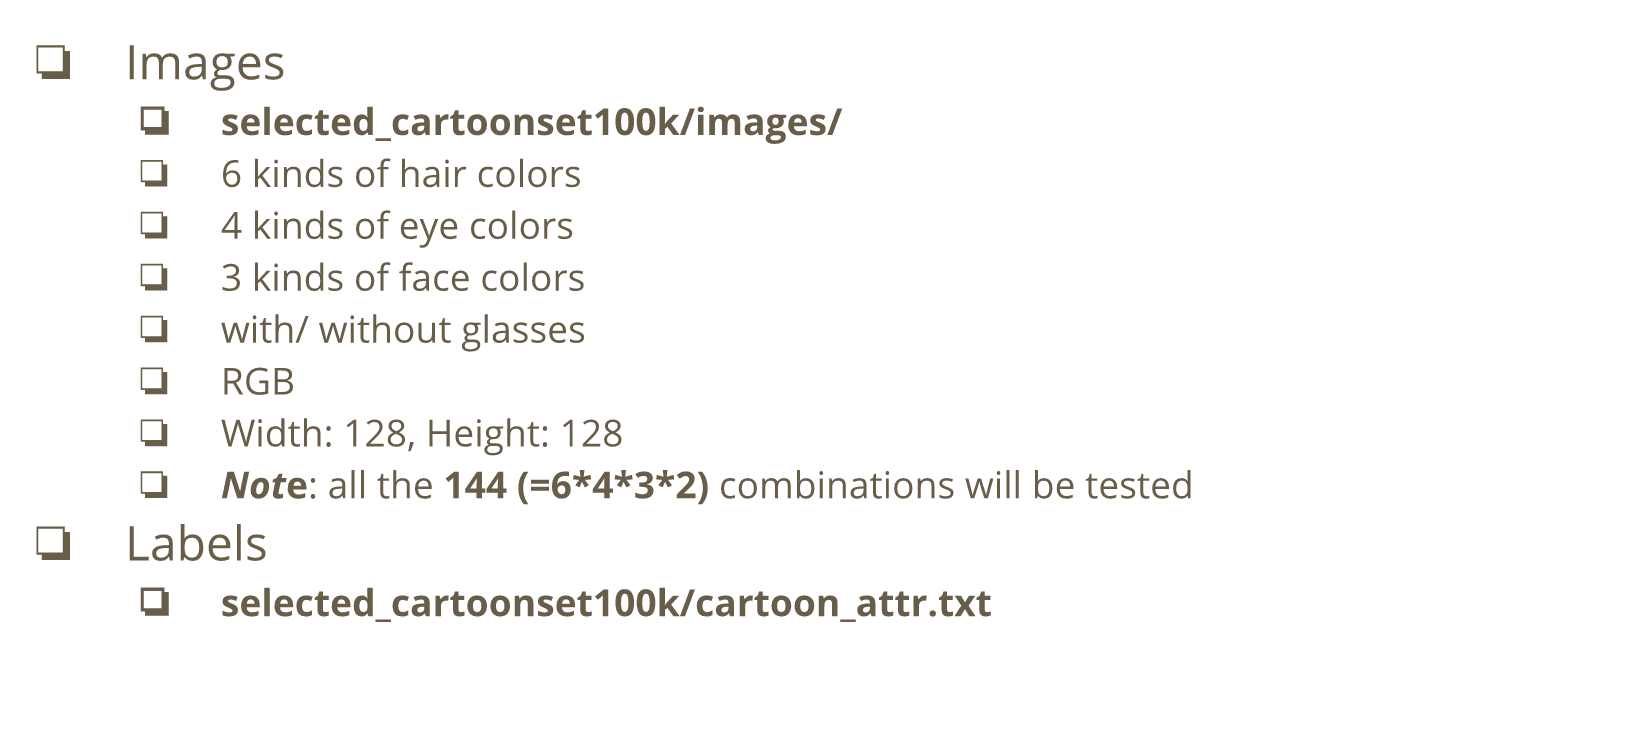 ❏ Images
❏ selected_cartoonset100k/images/
❏ 6 kinds of hair colors
❏ 4 kinds of eye colors
❏ 3 kinds of face colors
❏ with/ without glasses
❏ RGB
❏ Width: 128, Height: 128
❏ Note: all the 144 (=6*4*3*2) combinations will be tested
❏ Labels
❏ selected_cartoonset100k/cartoon_attr.txt